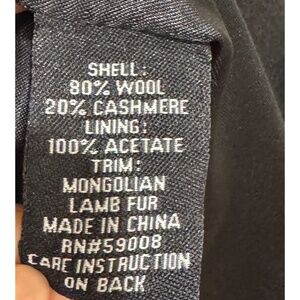 SHELL:
80% WOOL
20% CASHMERE
LINING:
100% ACETATE
TRIM:
MONGOLIAN
LAMB FUR
MADE IN CHINA
RN#59008
CARE INSTRUCTION
ON BACK